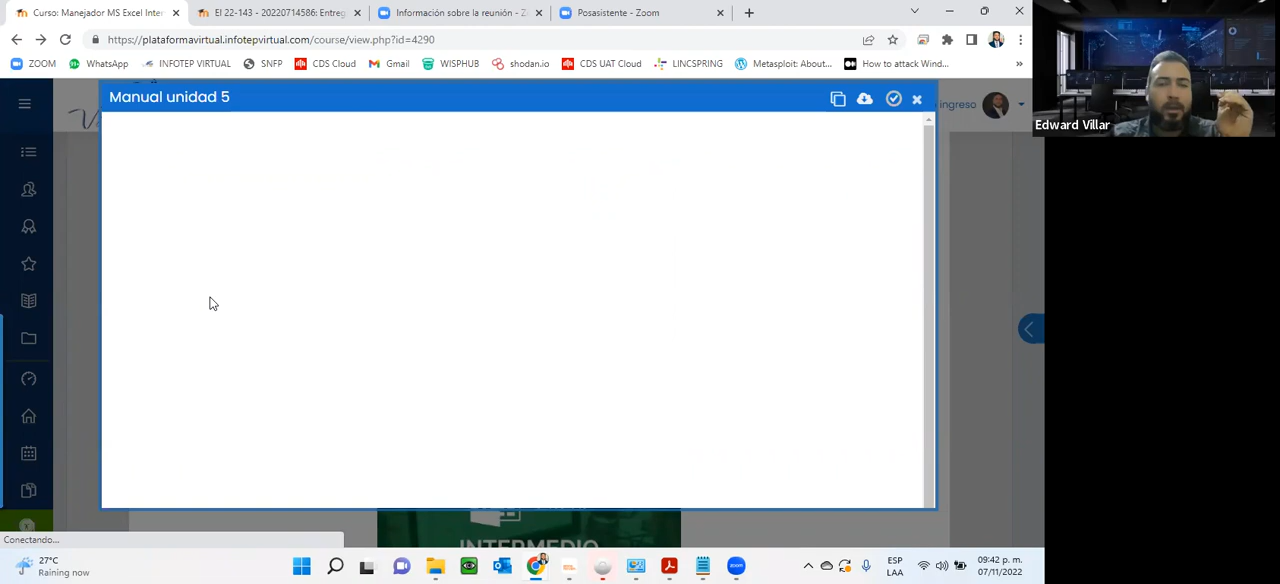 Curso: Manejador MS Excel Inter
EI 22-143 - 20220714586: Entreg
Información sobre la reunión - Z
Posasistente - Zoom
https://plataformavirtual.infotepvirtual.com/course/view.php?id=4290
ZOOM
WhatsApp
INFOTEP VIRTUAL
SNFP
CDS Cloud
Gmail
WISPHUB
shodan.io
CDS UAT Cloud
LINCSPRING
Metasploit: About...
How to attack Wind...
Manual unidad 5
ingreso
Edward Villar
INTERMEDIO
Conectando...
27°C
Raining now
zoom
ESP
LAA
09:42 p. m.
07/11/2022